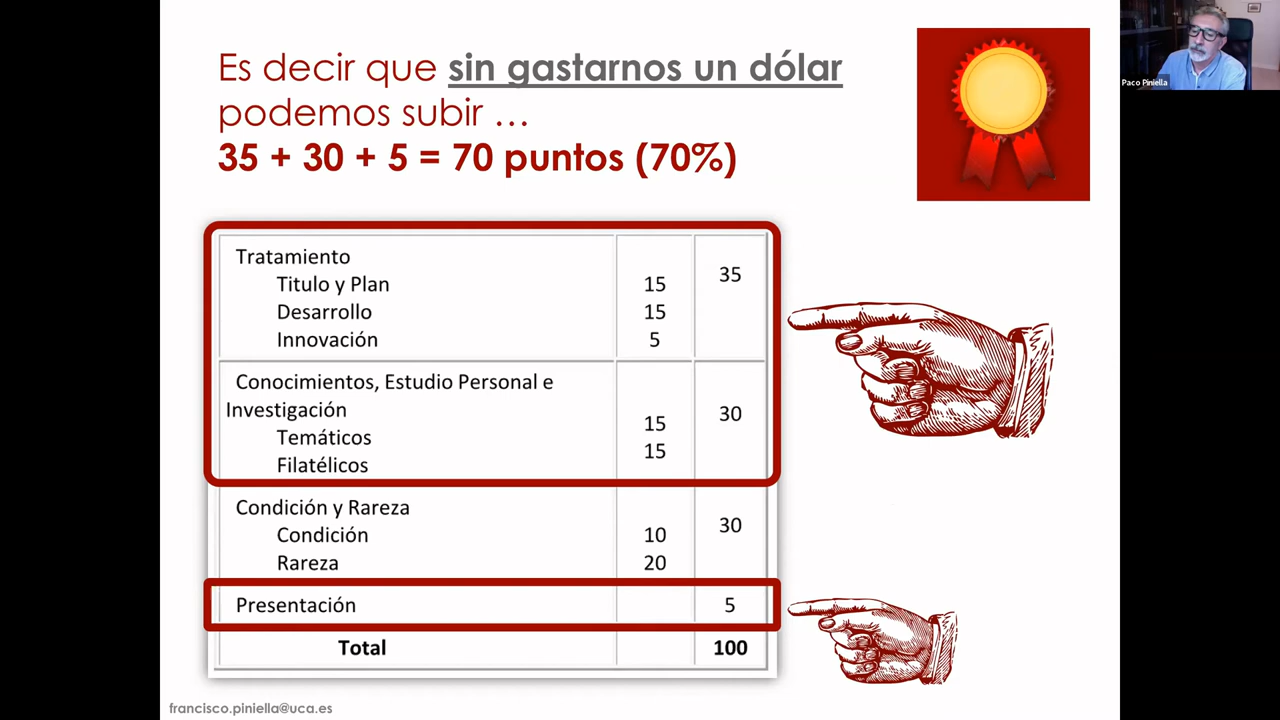 Es decir que sin gastarnos un dólar
podemos subir …
35 + 30 + 5 = 70 puntos (70%)
Paco Piniella
Tratamiento 35
Titulo y Plan 15
Desarrollo 15
Innovación 5
Conocimientos, Estudio Personal e
Investigación 30
Temáticos 15
Filatélicos 15
Condición y Rareza 30
Condición 10
Rareza 20
Presentación 5
Total 100
francisco.piniella@uca.es